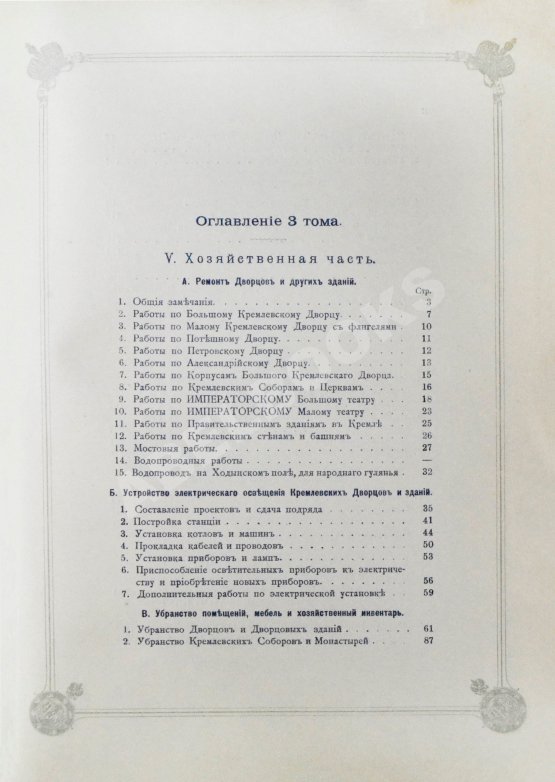 Оглавленіе 3 тома.
V. Хозяйственная часть.
А. Ремонтъ Дворцовъ и другихъ зданій.
Стр.
1. Общія замѣчанія. 3
2. Работы по Большому Кремлевскому Дворцу. 7
3. Работы по Малому Кремлевскому Дворцу съ флигелями 10
4. Работы по Потѣшному Дворцу. 11
5. Работы по Петровскому Дворцу 12
6. Работы по Александрійскому Дворцу. 13
7. Работы по Корпусамъ Большого Кремлевскаго Дворца. 15
8. Работы по Кремлевскимъ Соборамъ и Церквамъ 16
9. Работы по ИМПЕРАТОРСКОМУ Большому театру 18
10. Работы по ИМПЕРАТОРСКОМУ Малому театру 23
11. Работы по Правительственнымъ зданіямъ въ Кремлѣ 25
12. Работы по Кремлевскимъ стѣнамъ и башнямъ 26
13. Мостовыя работы. 27
14. Водопроводныя работы —
15. Водопроводъ на Ходынскомъ полѣ, для народнаго гулянья 32
Б. Устройство электрическаго освѣщенія Кремлевскихъ Дворцовъ и зданій.
1. Составленіе проектовъ и сдача подряда 35
2. Постройка станціи 41
3. Установка котловъ и машинъ 44
4. Прокладка кабелей и проводовъ 50
5. Установка приборовъ и лампъ. 53
6. Приспособленіе освѣтительныхъ приборовъ къ электриче-
ству и пріобрѣтеніе новыхъ приборовъ. 56
7. Дополнительныя работы по электрической установкѣ 59
В. Убранство помѣщеній, мебель и хозяйственный инвентарь.
1. Убранство Дворцовъ и Дворцовыхъ зданій 61
2. Убранство Кремлевскихъ Соборовъ и Монастырей 87